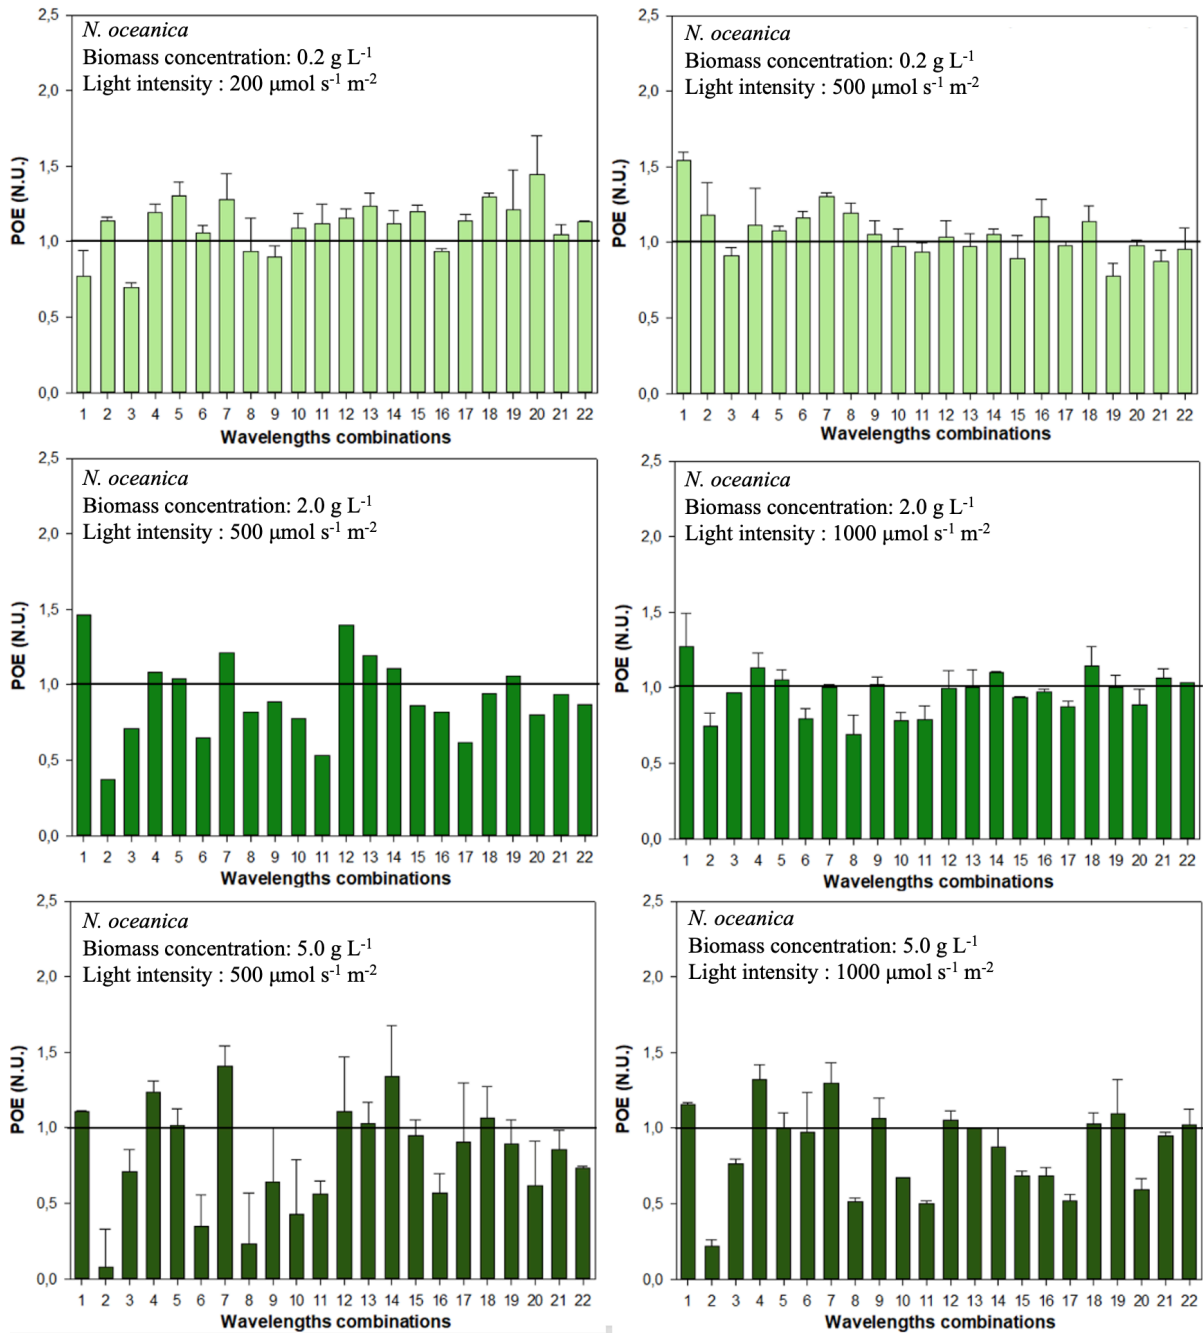 2,5
2,0
1,5
1,0
0,5
0,0
POE (N.U.)
N. oceanica
Biomass concentration: 0.2 g L-1
Light intensity : 200 μmol s-1 m-2
1 2 3 4 5 6 7 8 9 10 11 12 13 14 15 16 17 18 19 20 21 22
Wavelengths combinations
2,5
2,0
1,5
1,0
0,5
0,0
POE (N.U.)
N. oceanica
Biomass concentration: 0.2 g L-1
Light intensity : 500 μmol s-1 m-2
1 2 3 4 5 6 7 8 9 10 11 12 13 14 15 16 17 18 19 20 21 22
Wavelengths combinations
2,5
2,0
1,5
1,0
0,5
0,0
POE (N.U.)
N. oceanica
Biomass concentration: 2.0 g L-1
Light intensity : 500 μmol s-1 m-2
1 2 3 4 5 6 7 8 9 10 11 12 13 14 15 16 17 18 19 20 21 22
Wavelengths combinations
2,5
2,0
1,5
1,0
0,5
0,0
POE (N.U.)
N. oceanica
Biomass concentration: 2.0 g L-1
Light intensity : 1000 μmol s-1 m-2
1 2 3 4 5 6 7 8 9 10 11 12 13 14 15 16 17 18 19 20 21 22
Wavelengths combinations
2,5
2,0
1,5
1,0
0,5
0,0
POE (N.U.)
N. oceanica
Biomass concentration: 5.0 g L-1
Light intensity : 500 μmol s-1 m-2
1 2 3 4 5 6 7 8 9 10 11 12 13 14 15 16 17 18 19 20 21 22
Wavelengths combinations
2,5
2,0
1,5
1,0
0,5
0,0
POE (N.U.)
N. oceanica
Biomass concentration: 5.0 g L-1
Light intensity : 1000 μmol s-1 m-2
1 2 3 4 5 6 7 8 9 10 11 12 13 14 15 16 17 18 19 20 21 22
Wavelengths combinations